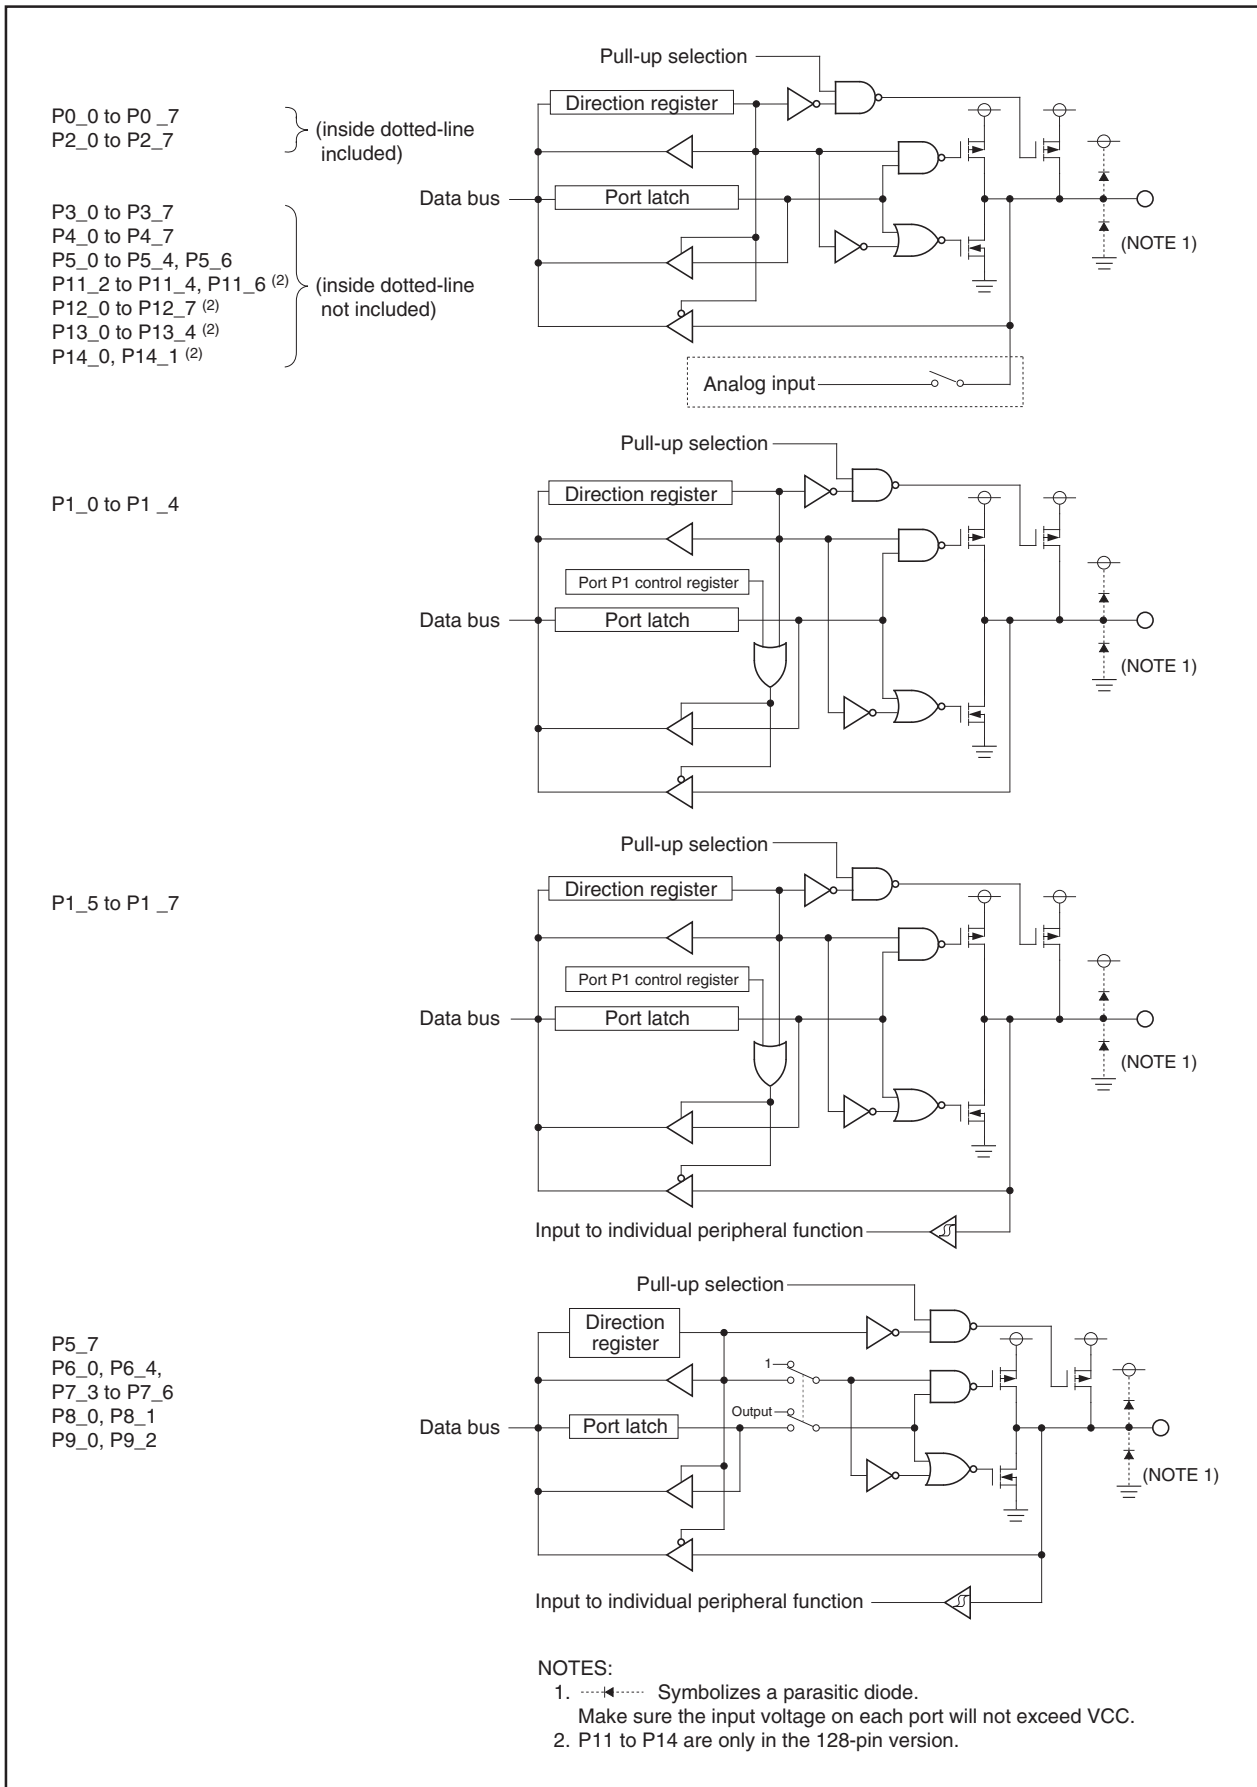 Pull-up selection
P0_0 to P0 _7
P2_0 to P2_7
(inside dotted-line
included)
Direction register
Data bus
Port latch
(NOTE 1)
P3_0 to P3_7
P4_0 to P4_7
P5_0 to P5_4, P5_6
P11_2 to P11_4, P11_6 (2)
P12_0 to P12_7 (2)
P13_0 to P13_4 (2)
P14_0, P14_1 (2)
(inside dotted-line
not included)
Analog input
Pull-up selection
P1_0 to P1 _4
Direction register
Port P1 control register
Data bus
Port latch
(NOTE 1)
Pull-up selection
P1_5 to P1 _7
Direction register
Port P1 control register
Data bus
Port latch
(NOTE 1)
Input to individual peripheral function
Pull-up selection
P5_7
P6_0, P6_4,
P7_3 to P7_6
P8_0, P8_1
P9_0, P9_2
Direction
register
1
Output
Data bus
Port latch
(NOTE 1)
Input to individual peripheral function
NOTES:
1. Symbolizes a parasitic diode.
Make sure the input voltage on each port will not exceed VCC.
2. P11 to P14 are only in the 128-pin version.